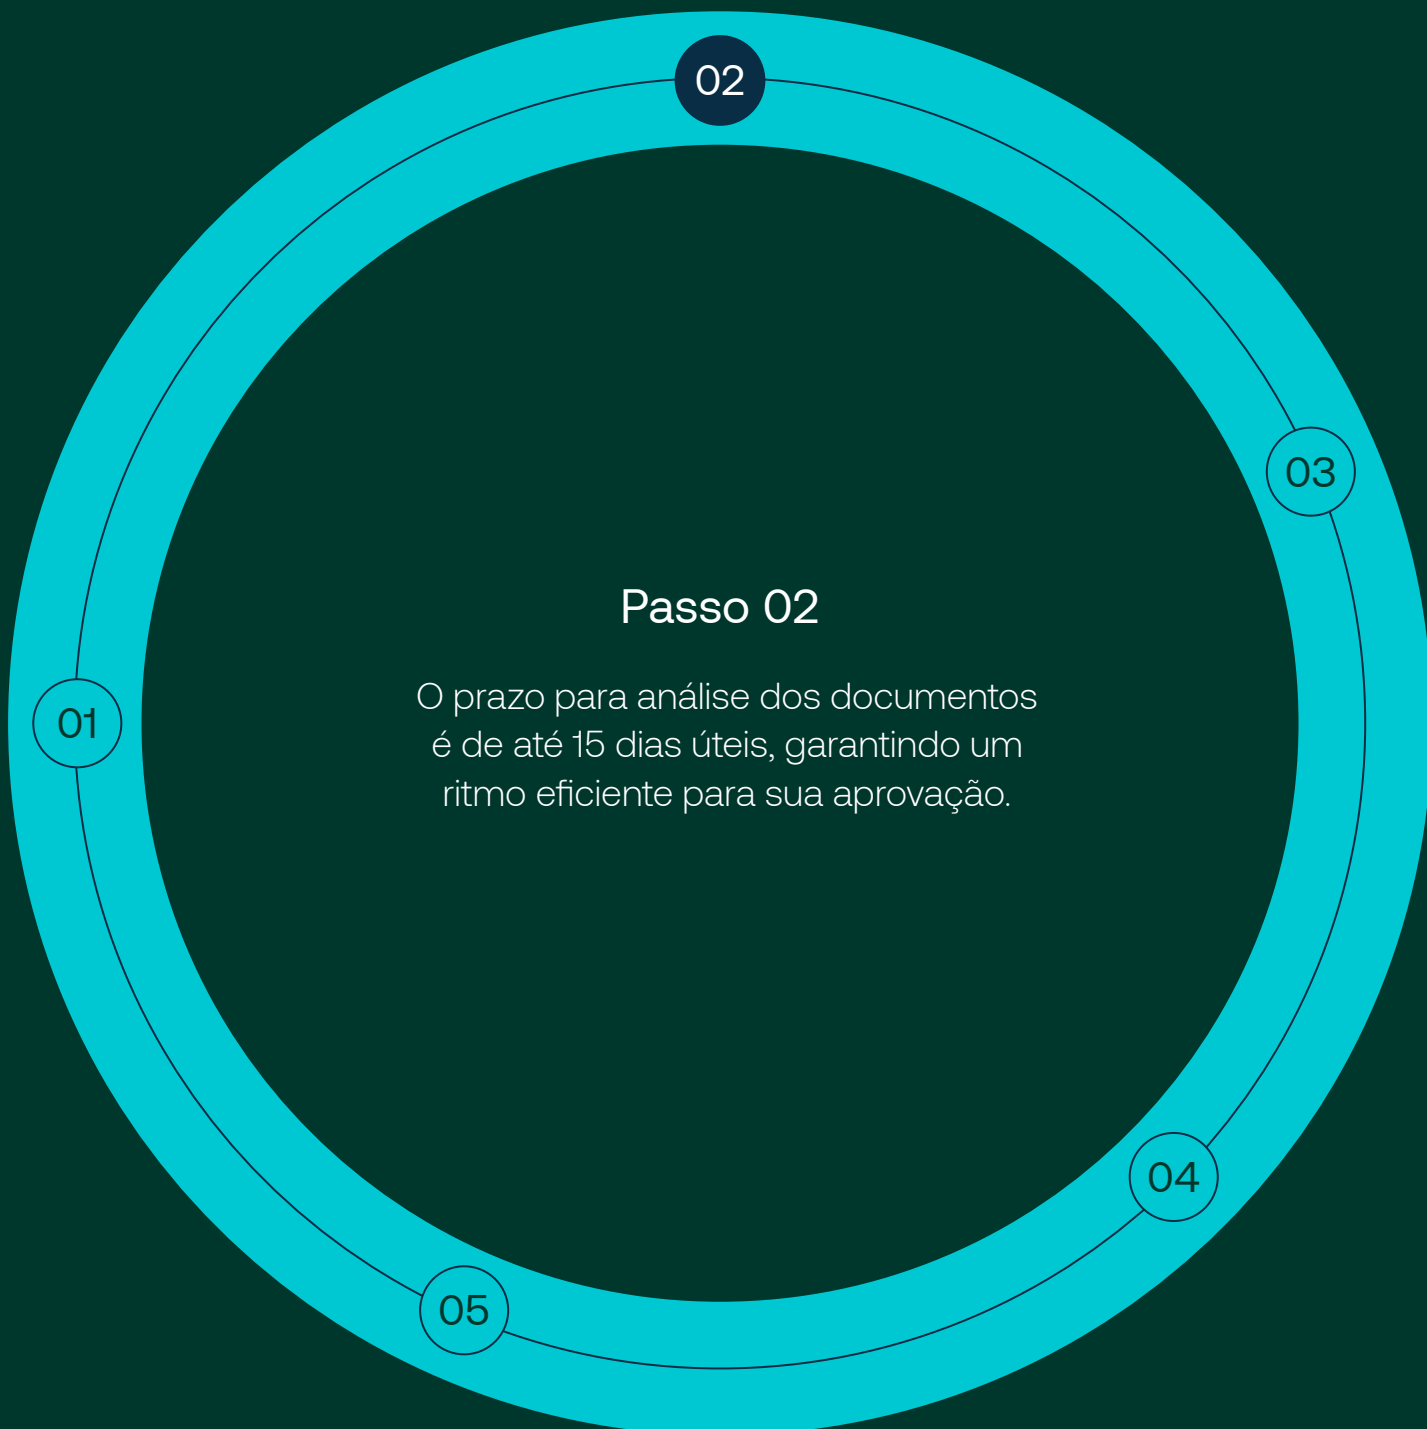 02
03
Passo 02
O prazo para análise dos documentos
é de até 15 dias úteis, garantindo um
ritmo eficiente para sua aprovação.
01
04
05